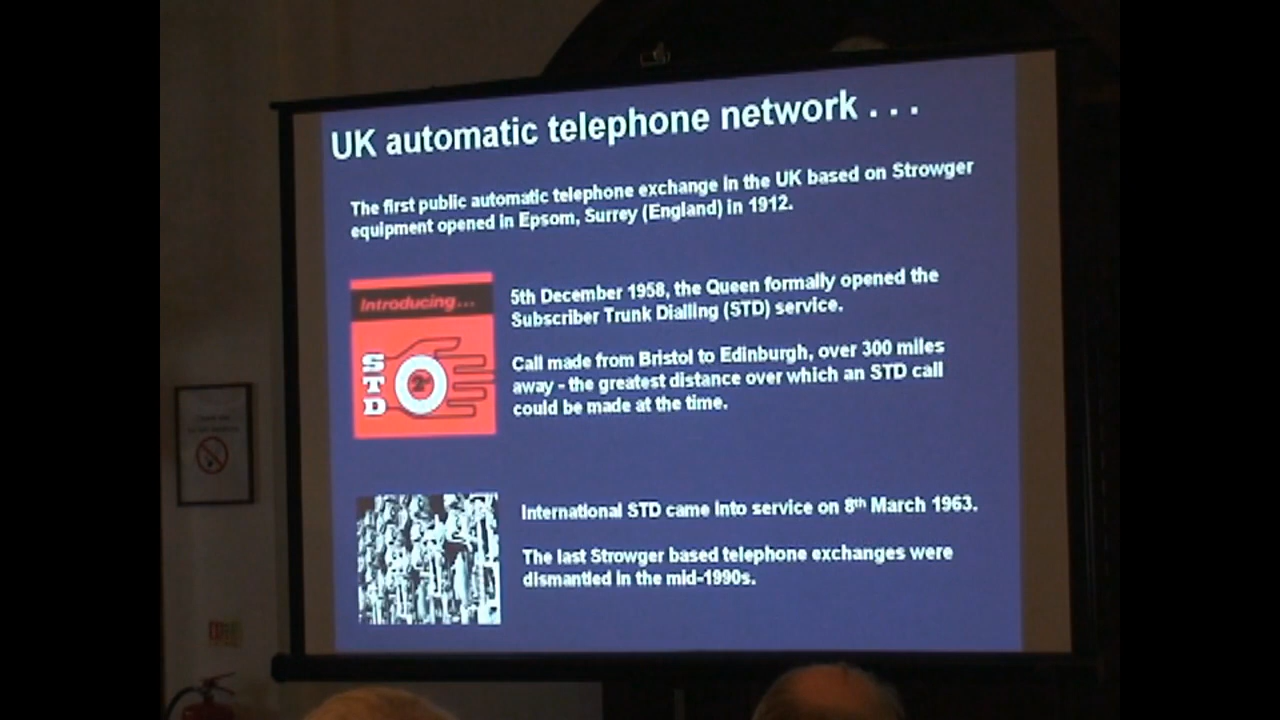 UK automatic telephone network . . .
The first public automatic telephone exchange in the UK based on Strowger
equipment opened in Epsom, Surrey (England) in 1912.
Introducing...
STD
2d
5th December 1958, the Queen formally opened the
Subscriber Trunk Dialling (STD) service.
Call made from Bristol to Edinburgh, over 300 miles
away - the greatest distance over which an STD call
could be made at the time.
International STD came into service on 8th March 1963.
The last Strowger based telephone exchanges were
dismantled in the mid-1990s.